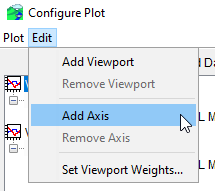 Configure Plot
Plot Edit
Add Viewport
Remove Viewport
Add Axis
Remove Axis
Set Viewport Weights...